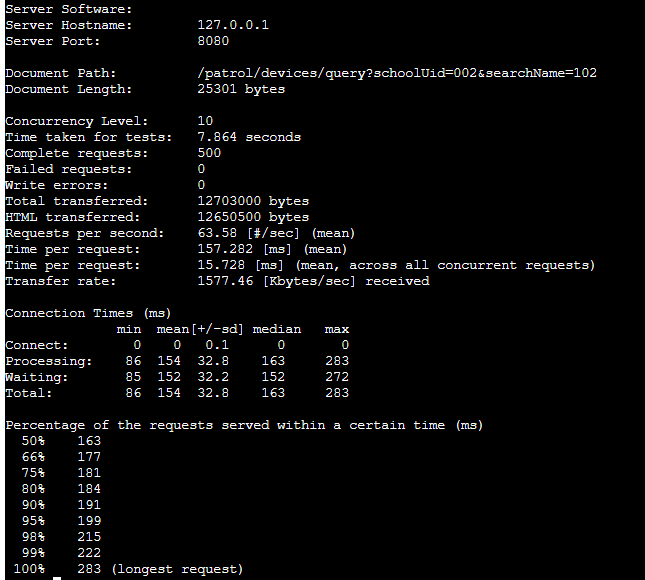 Server Software:
Server Hostname:        127.0.0.1
Server Port:            8080
Document Path:          /patrol/devices/query?schoolUid=002&searchName=102
Document Length:        25301 bytes
Concurrency Level:      10
Time taken for tests:   7.864 seconds
Complete requests:      500
Failed requests:        0
Write errors:           0
Total transferred:      12703000 bytes
HTML transferred:       12650500 bytes
Requests per second:    63.58 [#/sec] (mean)
Time per request:       157.282 [ms] (mean)
Time per request:       15.728 [ms] (mean, across all concurrent requests)
Transfer rate:          1577.46 [Kbytes/sec] received
Connection Times (ms)
              min  mean[+/-sd] median   max
Connect:        0    0   0.1      0       0
Processing:    86  154  32.8    163     283
Waiting:       85  152  32.2    152     272
Total:         86  154  32.8    163     283
Percentage of the requests served within a certain time (ms)
  50%    163
  66%    177
  75%    181
  80%    184
  90%    191
  95%    199
  98%    215
  99%    222
 100%    283 (longest request)